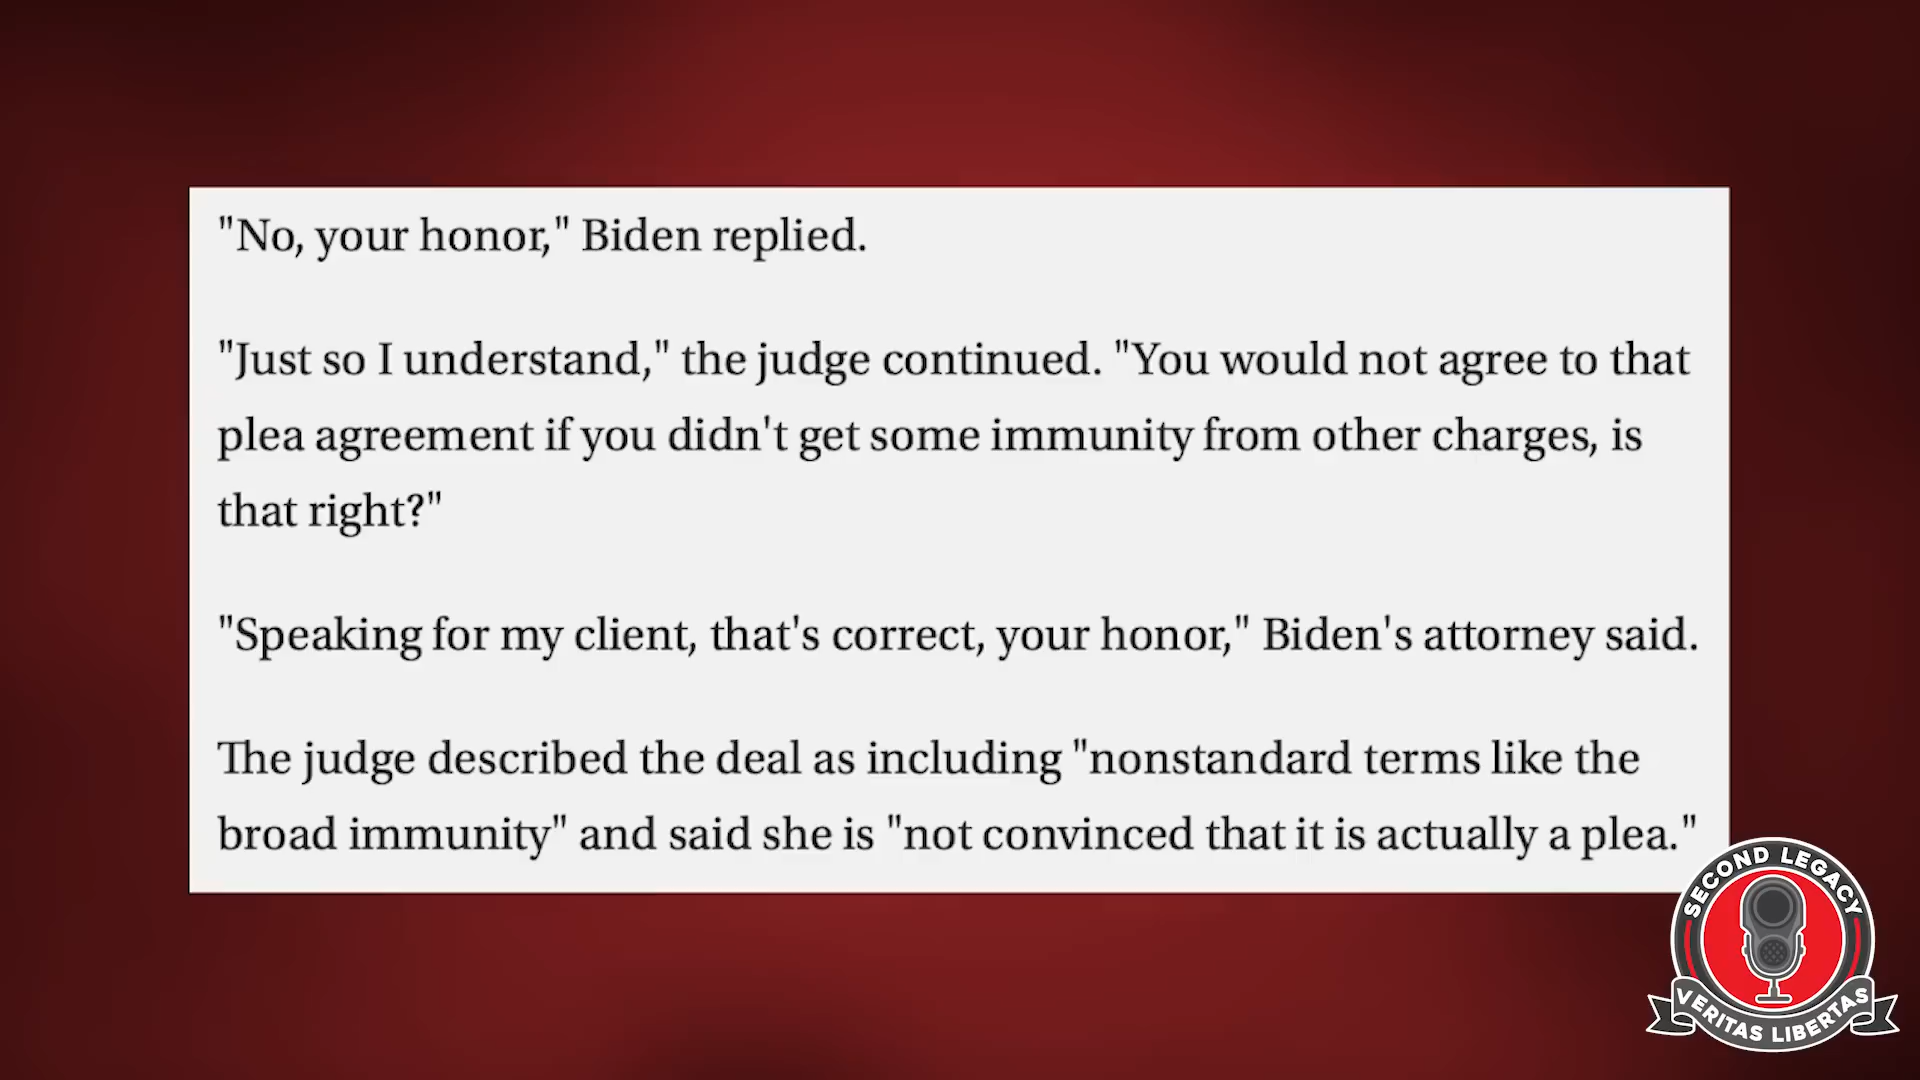 "No, your honor," Biden replied.
"Just so I understand," the judge continued. "You would not agree to that
plea agreement if you didn't get some immunity from other charges, is
that right?"
"Speaking for my client, that's correct, your honor," Biden's attorney said.
The judge described the deal as including "nonstandard terms like the
broad immunity" and said she is "not convinced that it is actually a plea."
SECOND LEGACY
VERITAS LIBERTAS